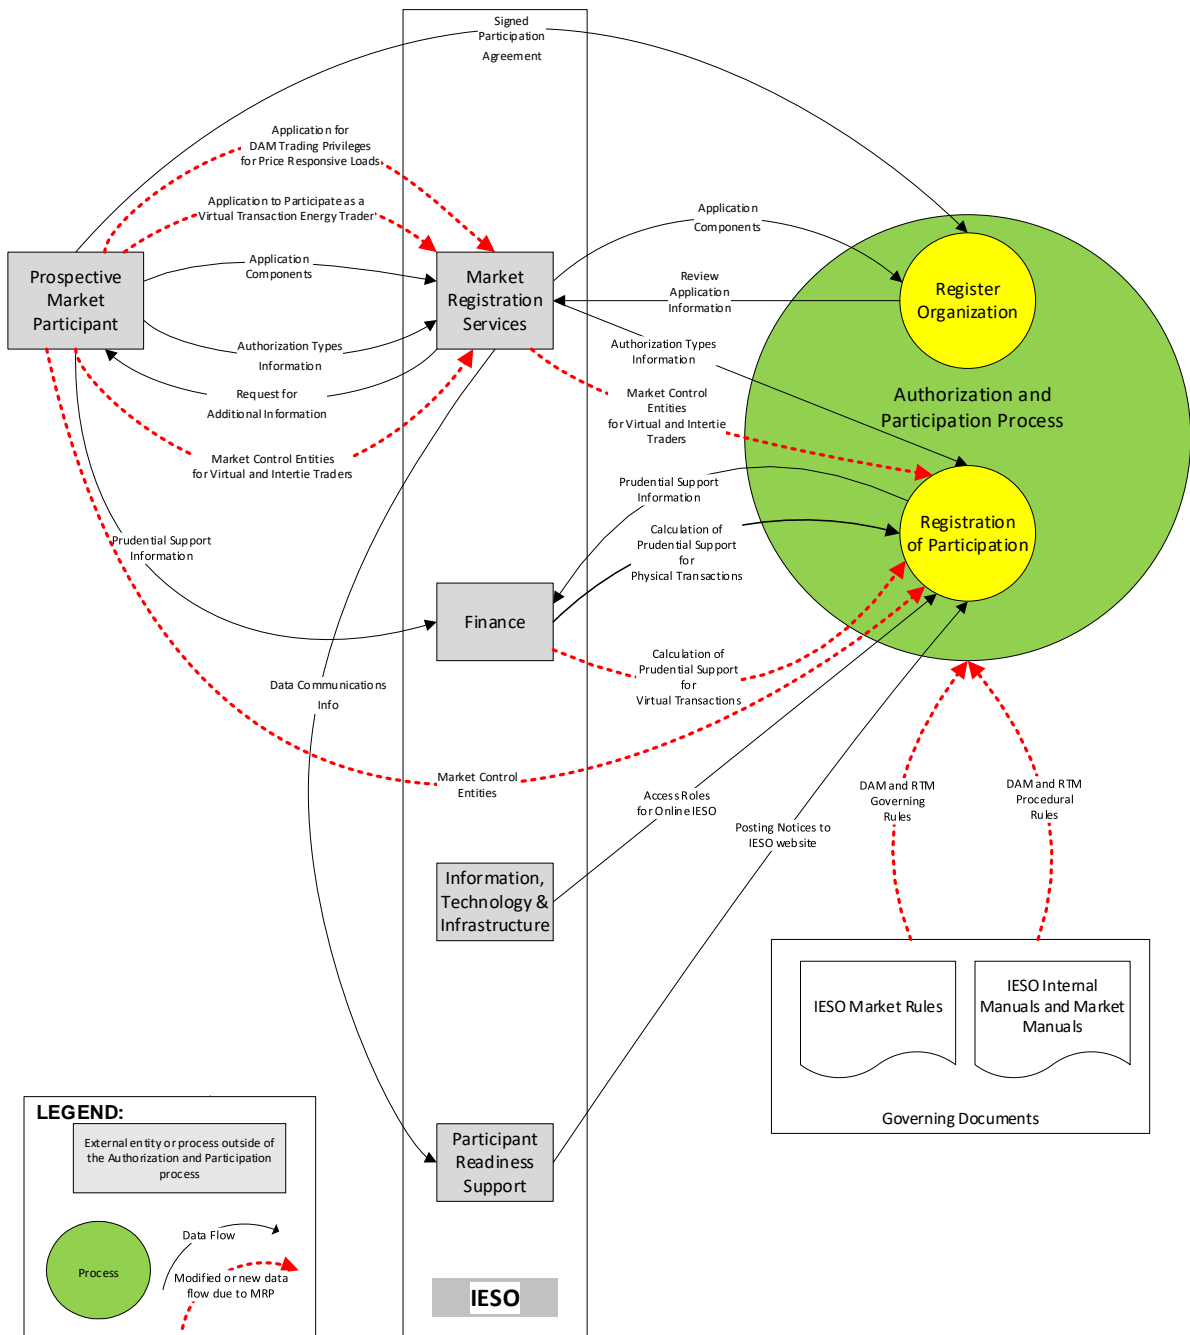 Signed
Participation
Agreement
Application for
DAM Trading Privileges
for Price Responsive Loads
Application to Participate as a
Virtual Transaction Energy Trader'
Application
Components
Prospective
Market
Participant
Application
Components
Market
Registration
Services
Review
Application
Information
Register
Organization
Authorization Types
Information
Authorization Types
Information
Request for
Additional Information
Market Control
Entities
for Virtual and Intertie
Traders
Authorization and
Participation Process
Market Control Entities
for Virtual and Intertie Traders
Prudential Support
Information
Prudential Support
Information
Calculation of
Prudential Support
for
Physical Transactions
Registration
of Participation
Finance
Calculation of
Prudential Support
for
Virtual Transactions
Data Communications
Info
Market Control
Entities
Access Roles
for Online IESO
Posting Notices to
IESO website
DAM and RTM
Governing
Rules
DAM and RTM
Procedural
Rules
Information,
Technology &
Infrastructure
IESO Market Rules
IESO Internal
Manuals and Market
Manuals
Governing Documents
Participant
Readiness
Support
IESO
LEGEND:
External entity or process outside of
the Authorization and Participation
process
Process
Data Flow
Modified or new data
flow due to MRP